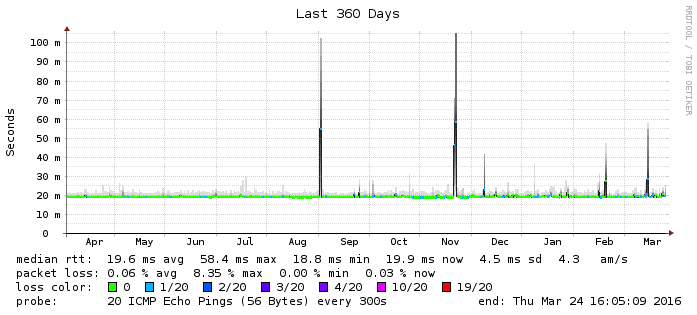 Last 360 Days
RRDTOOL / TOBI OETIKER
Seconds
100 m
90 m
80 m
70 m
60 m
50 m
40 m
30 m
20 m
10 m
0
Apr May Jun Jul Aug Sep Oct Nov Dec Jan Feb Mar
median rtt: 19.6 ms avg 58.4 ms max 18.8 ms min 19.9 ms now 4.5 ms sd 4.3 am/s
packet loss: 0.06 % avg 8.35 % max 0.00 % min 0.03 % now
loss color: 0 1/20 2/20 3/20 4/20 10/20 19/20
probe: 20 ICMP Echo Pings (56 Bytes) every 300s end: Thu Mar 24 16:05:09 2016